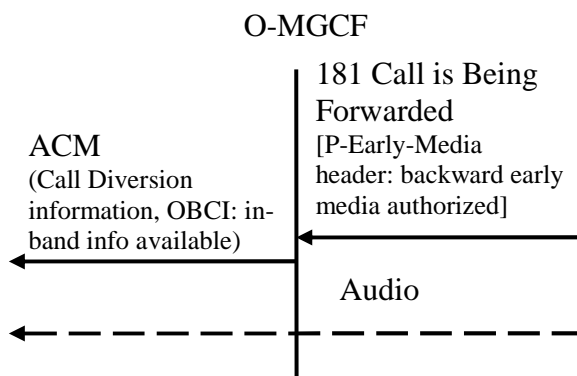 O-MGCF
181 Call is Being
Forwarded
[P-Early-Media
header: backward early
media authorized]
ACM
(Call Diversion
information, OBCI: in-
band info available)
Audio